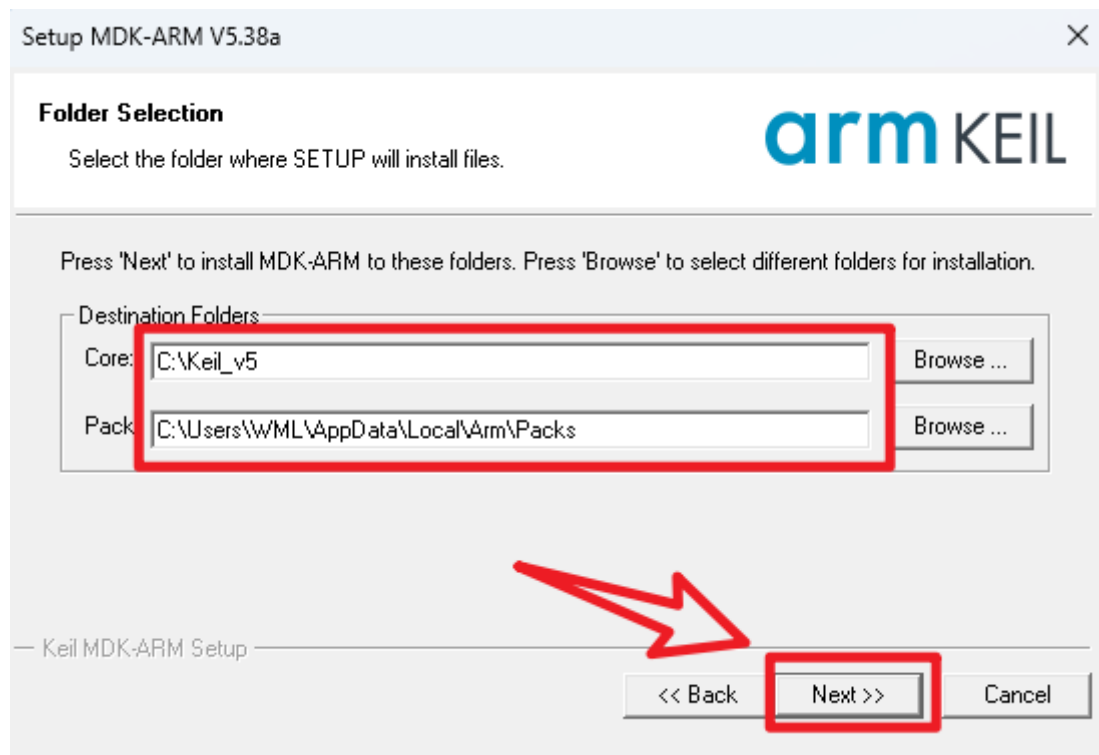 Setup MDK-ARM V5.38a
Folder Selection
Select the folder where SETUP will install files.
arm KEIL
Press 'Next' to install MDK-ARM to these folders. Press 'Browse' to select different folders for installation.
Destination Folders
Core: C:\Keil_v5 Browse ...
Pack C:\Users\WML\AppData\Local\Arm\Packs Browse ...
Keil MDK-ARM Setup
<< Back Next >> Cancel